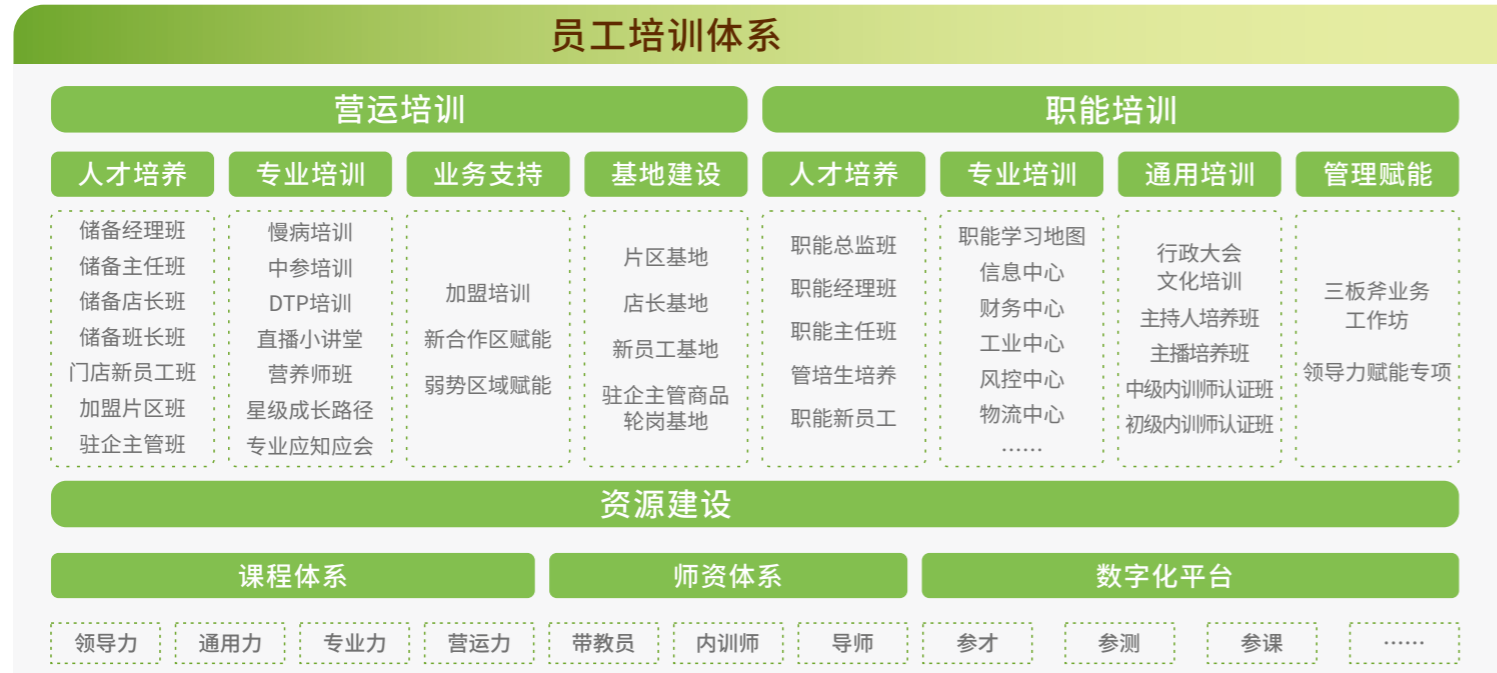 员工培训体系
营运培训
职能培训
人才培养
专业培训
业务支持
基地建设
人才培养
专业培训
通用培训
管理赋能
储备经理班
储备主任班
储备店长班
储备班长班
门店新员工班
加盟片区班
驻企主管班
慢病培训
中参培训
DTP培训
直播小讲堂
营养师班
星级成长路径
专业应知应会
加盟培训
新合作区赋能
弱势区域赋能
片区基地
店长基地
新员工基地
驻企主管商品
轮岗基地
职能总监班
职能经理班
职能主任班
管培生培养
职能新员工
职能学习地图
信息中心
财务中心
工业中心
风控中心
物流中心
……
行政大会
文化培训
主持人培养班
主播培养班
中级内训师认证班
初级内训师认证班
三板斧业务
工作坊
领导力赋能专项
资源建设
课程体系
师资体系
数字化平台
领导力
通用力
专业力
营运力
带教员
内训师
导师
参才
参测
参课
……